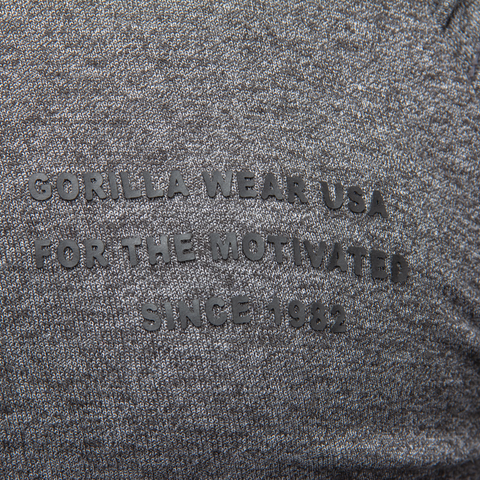 GORILLA WEAR USA
FOR THE MOTIVATED
SINCE 1982